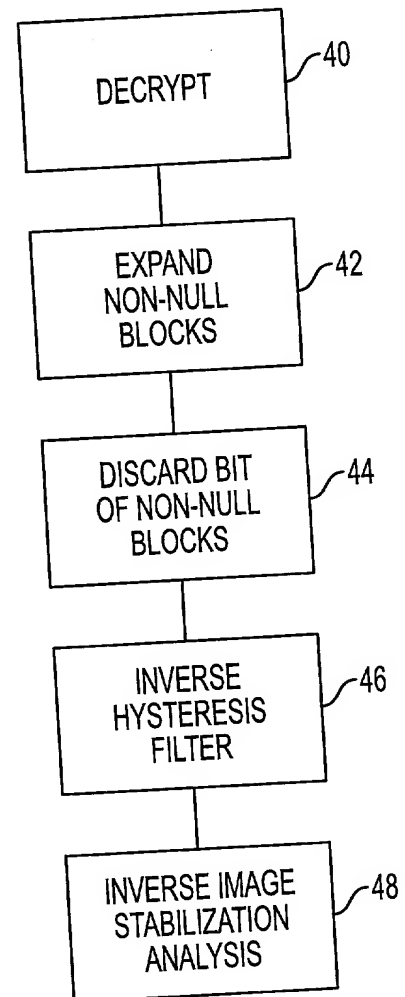 DECRYPT
40
EXPAND
NON-NULL
BLOCKS
42
DISCARD BIT
OF NON-NULL
BLOCKS
44
INVERSE
HYSTERESIS
FILTER
46
INVERSE IMAGE
STABILIZATION
ANALYSIS
48